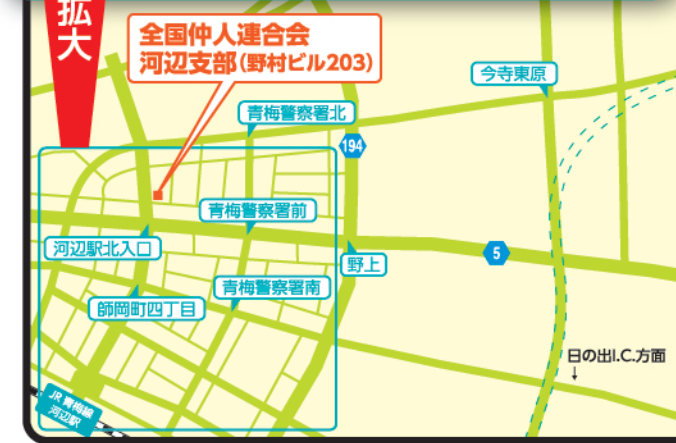 拡大
全国仲人連合会
河辺支部(野村ビル203)
今寺東原
青梅警察署北
194
青梅警察署前
河辺駅北入口
野上
5
青梅警察署南
師岡町四丁目
日の出I.C.方面
↓
JR青梅線
河辺駅